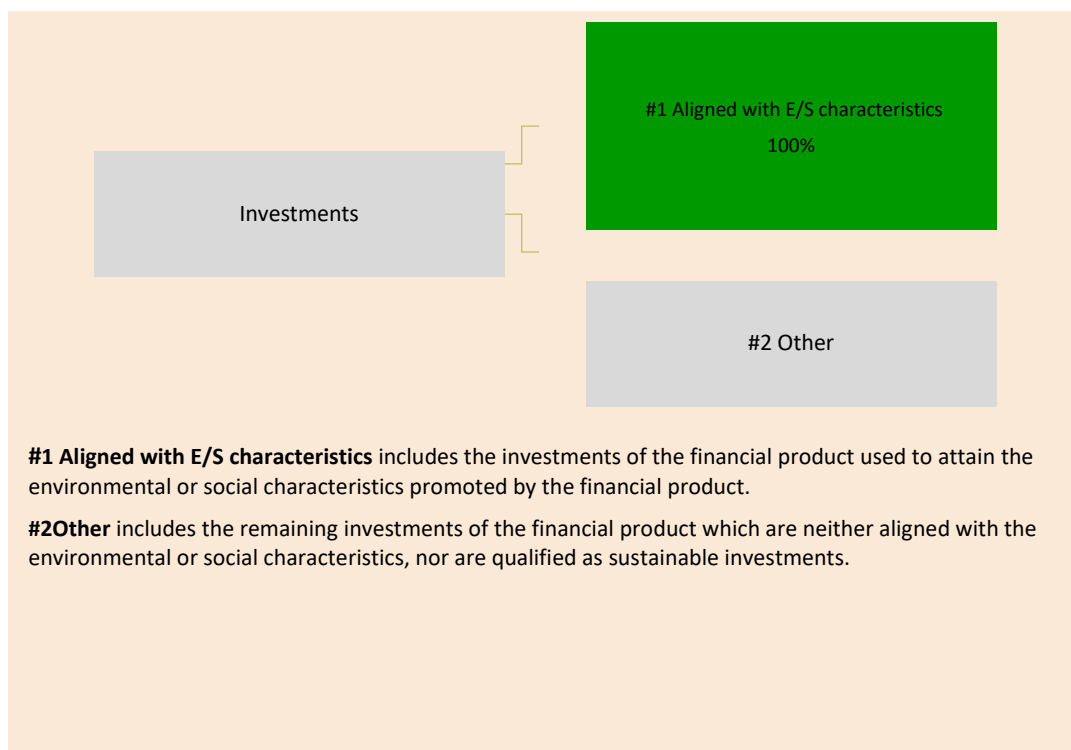 #1 Aligned with E/S characteristics
100%
Investments
#2 Other
#1 Aligned with E/S characteristics includes the investments of the financial product used to attain the
environmental or social characteristics promoted by the financial product.
#2Other includes the remaining investments of the financial product which are neither aligned with the
environmental or social characteristics, nor are qualified as sustainable investments.